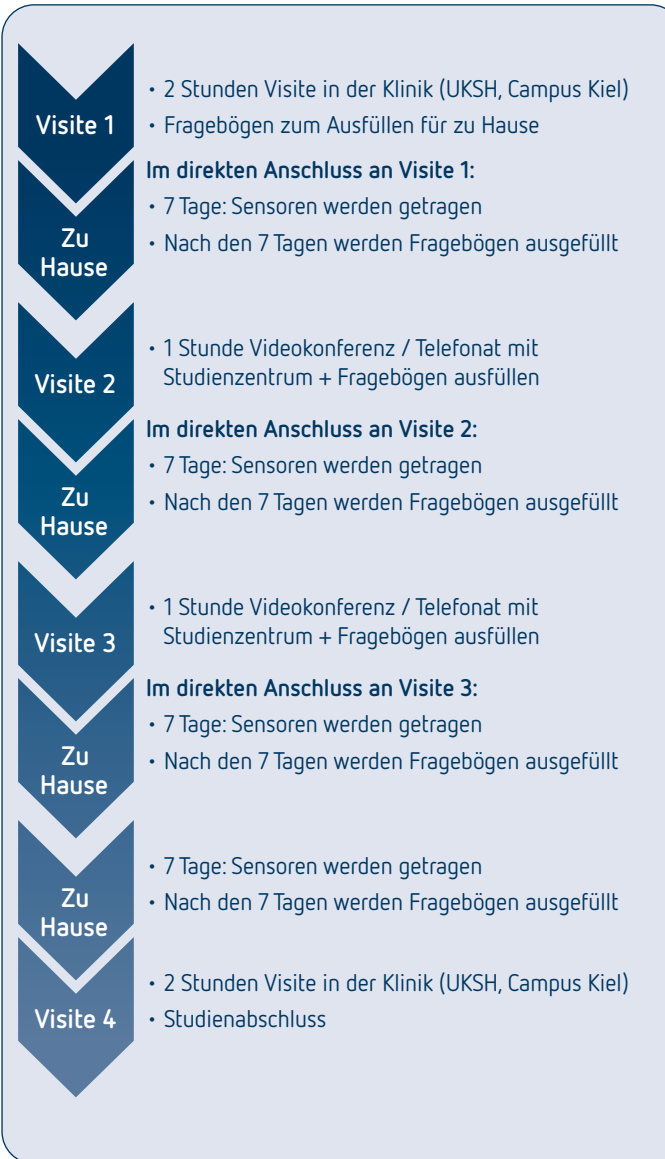 Visite 1
• 2 Stunden Visite in der Klinik (UKSH, Campus Kiel)
• Fragebögen zum Ausfüllen für zu Hause
Zu
Hause
Im direkten Anschluss an Visite 1:
• 7 Tage: Sensoren werden getragen
• Nach den 7 Tagen werden Fragebögen ausgefüllt
Visite 2
• 1 Stunde Videokonferenz / Telefonat mit
Studienzentrum + Fragebögen ausfüllen
Zu
Hause
Im direkten Anschluss an Visite 2:
• 7 Tage: Sensoren werden getragen
• Nach den 7 Tagen werden Fragebögen ausgefüllt
Visite 3
• 1 Stunde Videokonferenz / Telefonat mit
Studienzentrum + Fragebögen ausfüllen
Zu
Hause
Im direkten Anschluss an Visite 3:
• 7 Tage: Sensoren werden getragen
• Nach den 7 Tagen werden Fragebögen ausgefüllt
Zu
Hause
• 7 Tage: Sensoren werden getragen
• Nach den 7 Tagen werden Fragebögen ausgefüllt
Visite 4
• 2 Stunden Visite in der Klinik (UKSH, Campus Kiel)
• Studienabschluss